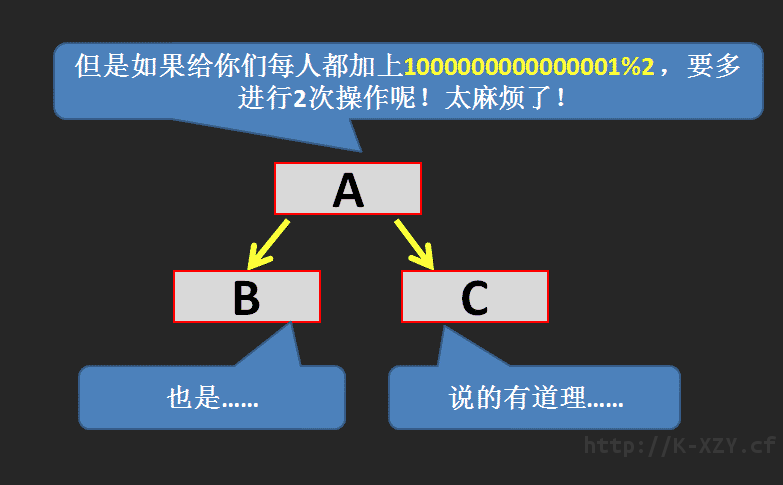 但是如果给你们每人都加上1000000000000001%2，要多
进行2次操作呢！太麻烦了！
A
B
C
也是……
说的有道理……
http://K-XZY.cf